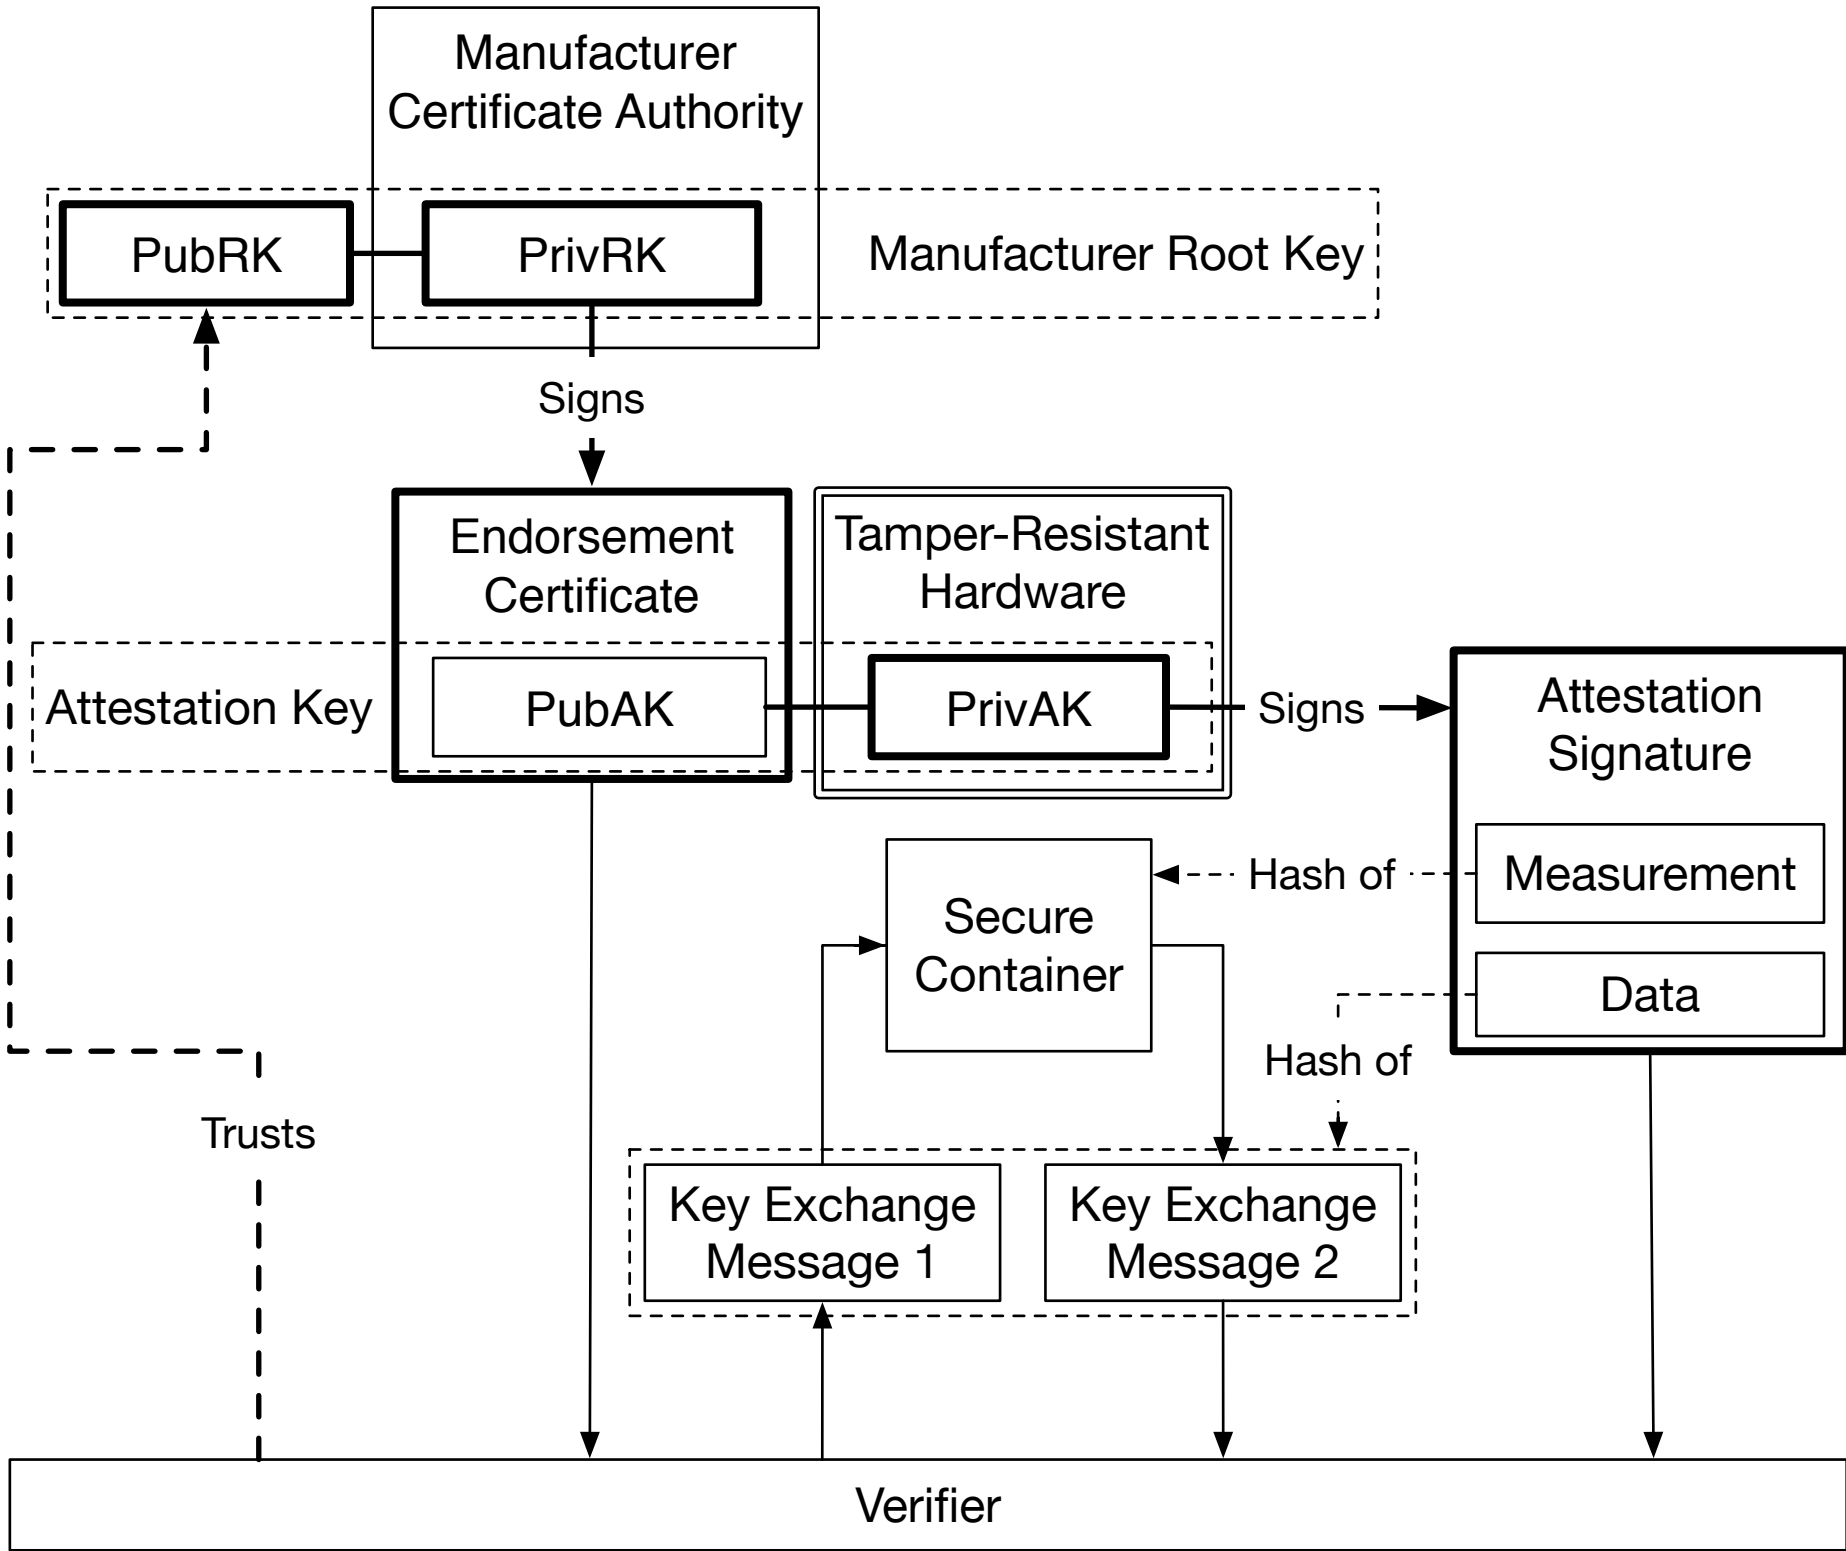 Manufacturer
Certificate Authority
PubRK
PrivRK
Manufacturer Root Key
Signs
Endorsement
Certificate
Tamper-Resistant
Hardware
Attestation Key
PubAK
PrivAK
Signs
Attestation
Signature
Measurement
Hash of
Secure
Container
Data
Hash of
Trusts
Key Exchange
Message 1
Key Exchange
Message 2
Verifier